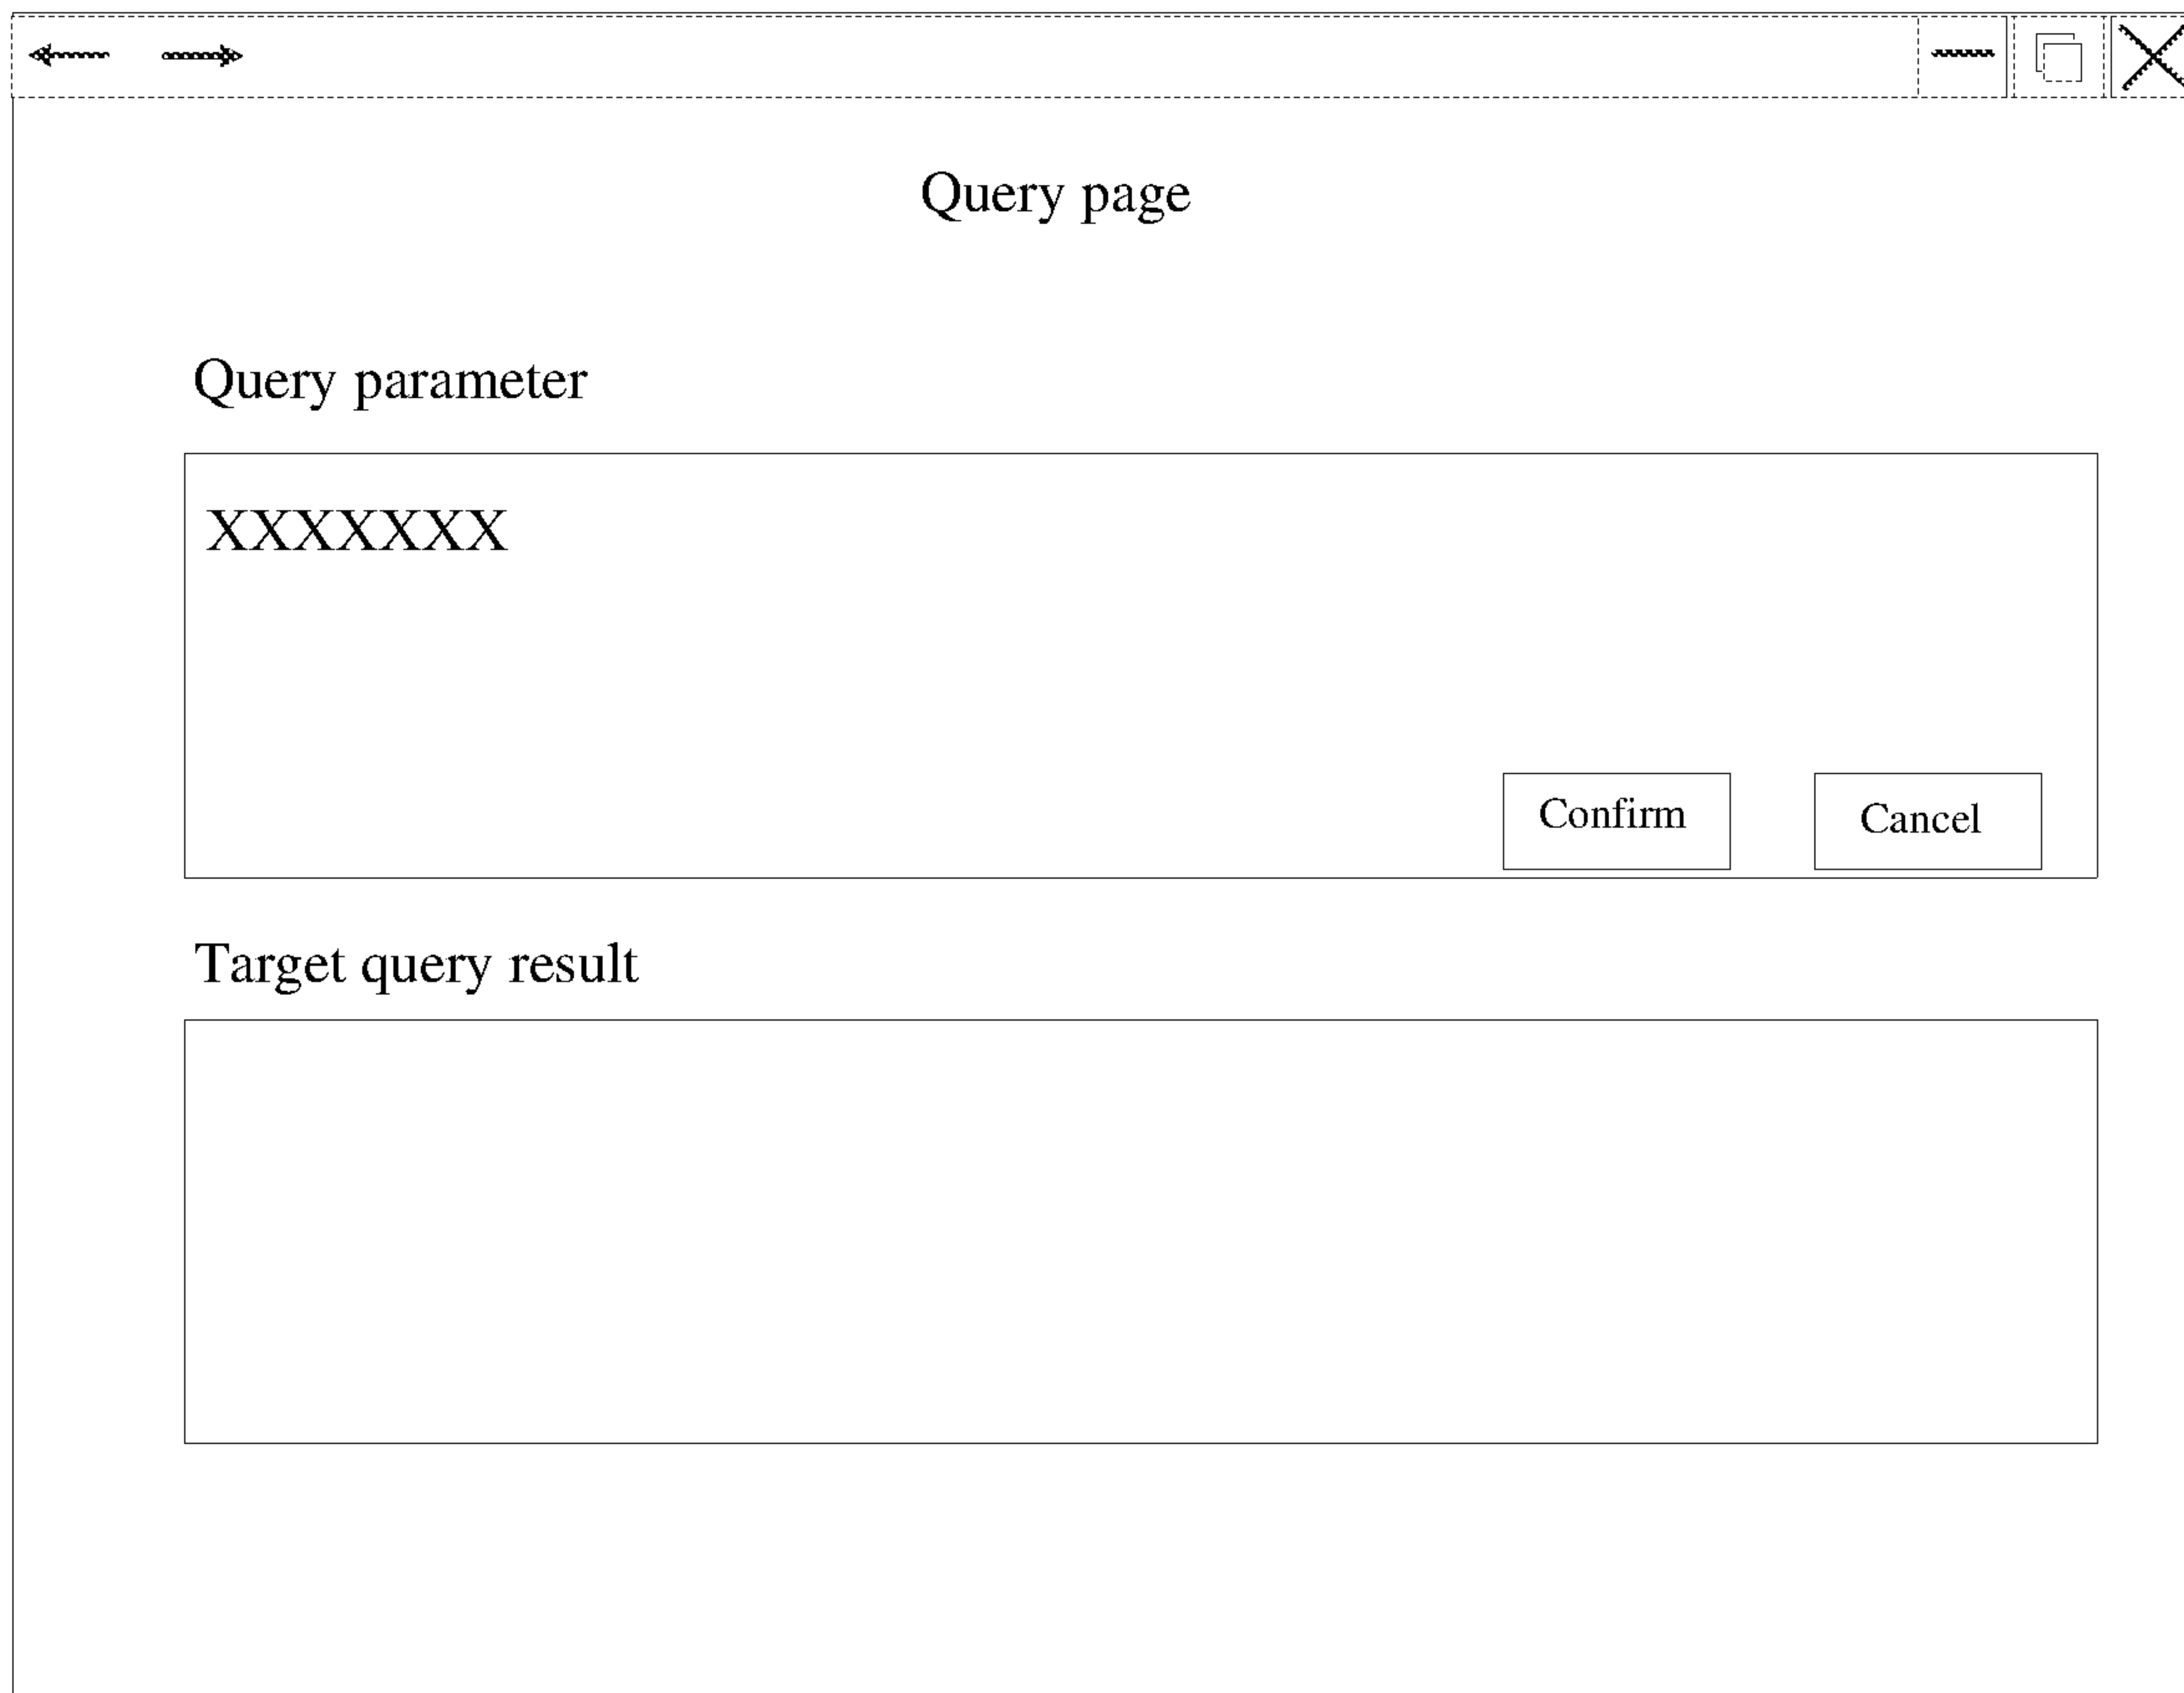 Query page
Query parameter
XXXXXXX
Confirm Cancel
Target query result